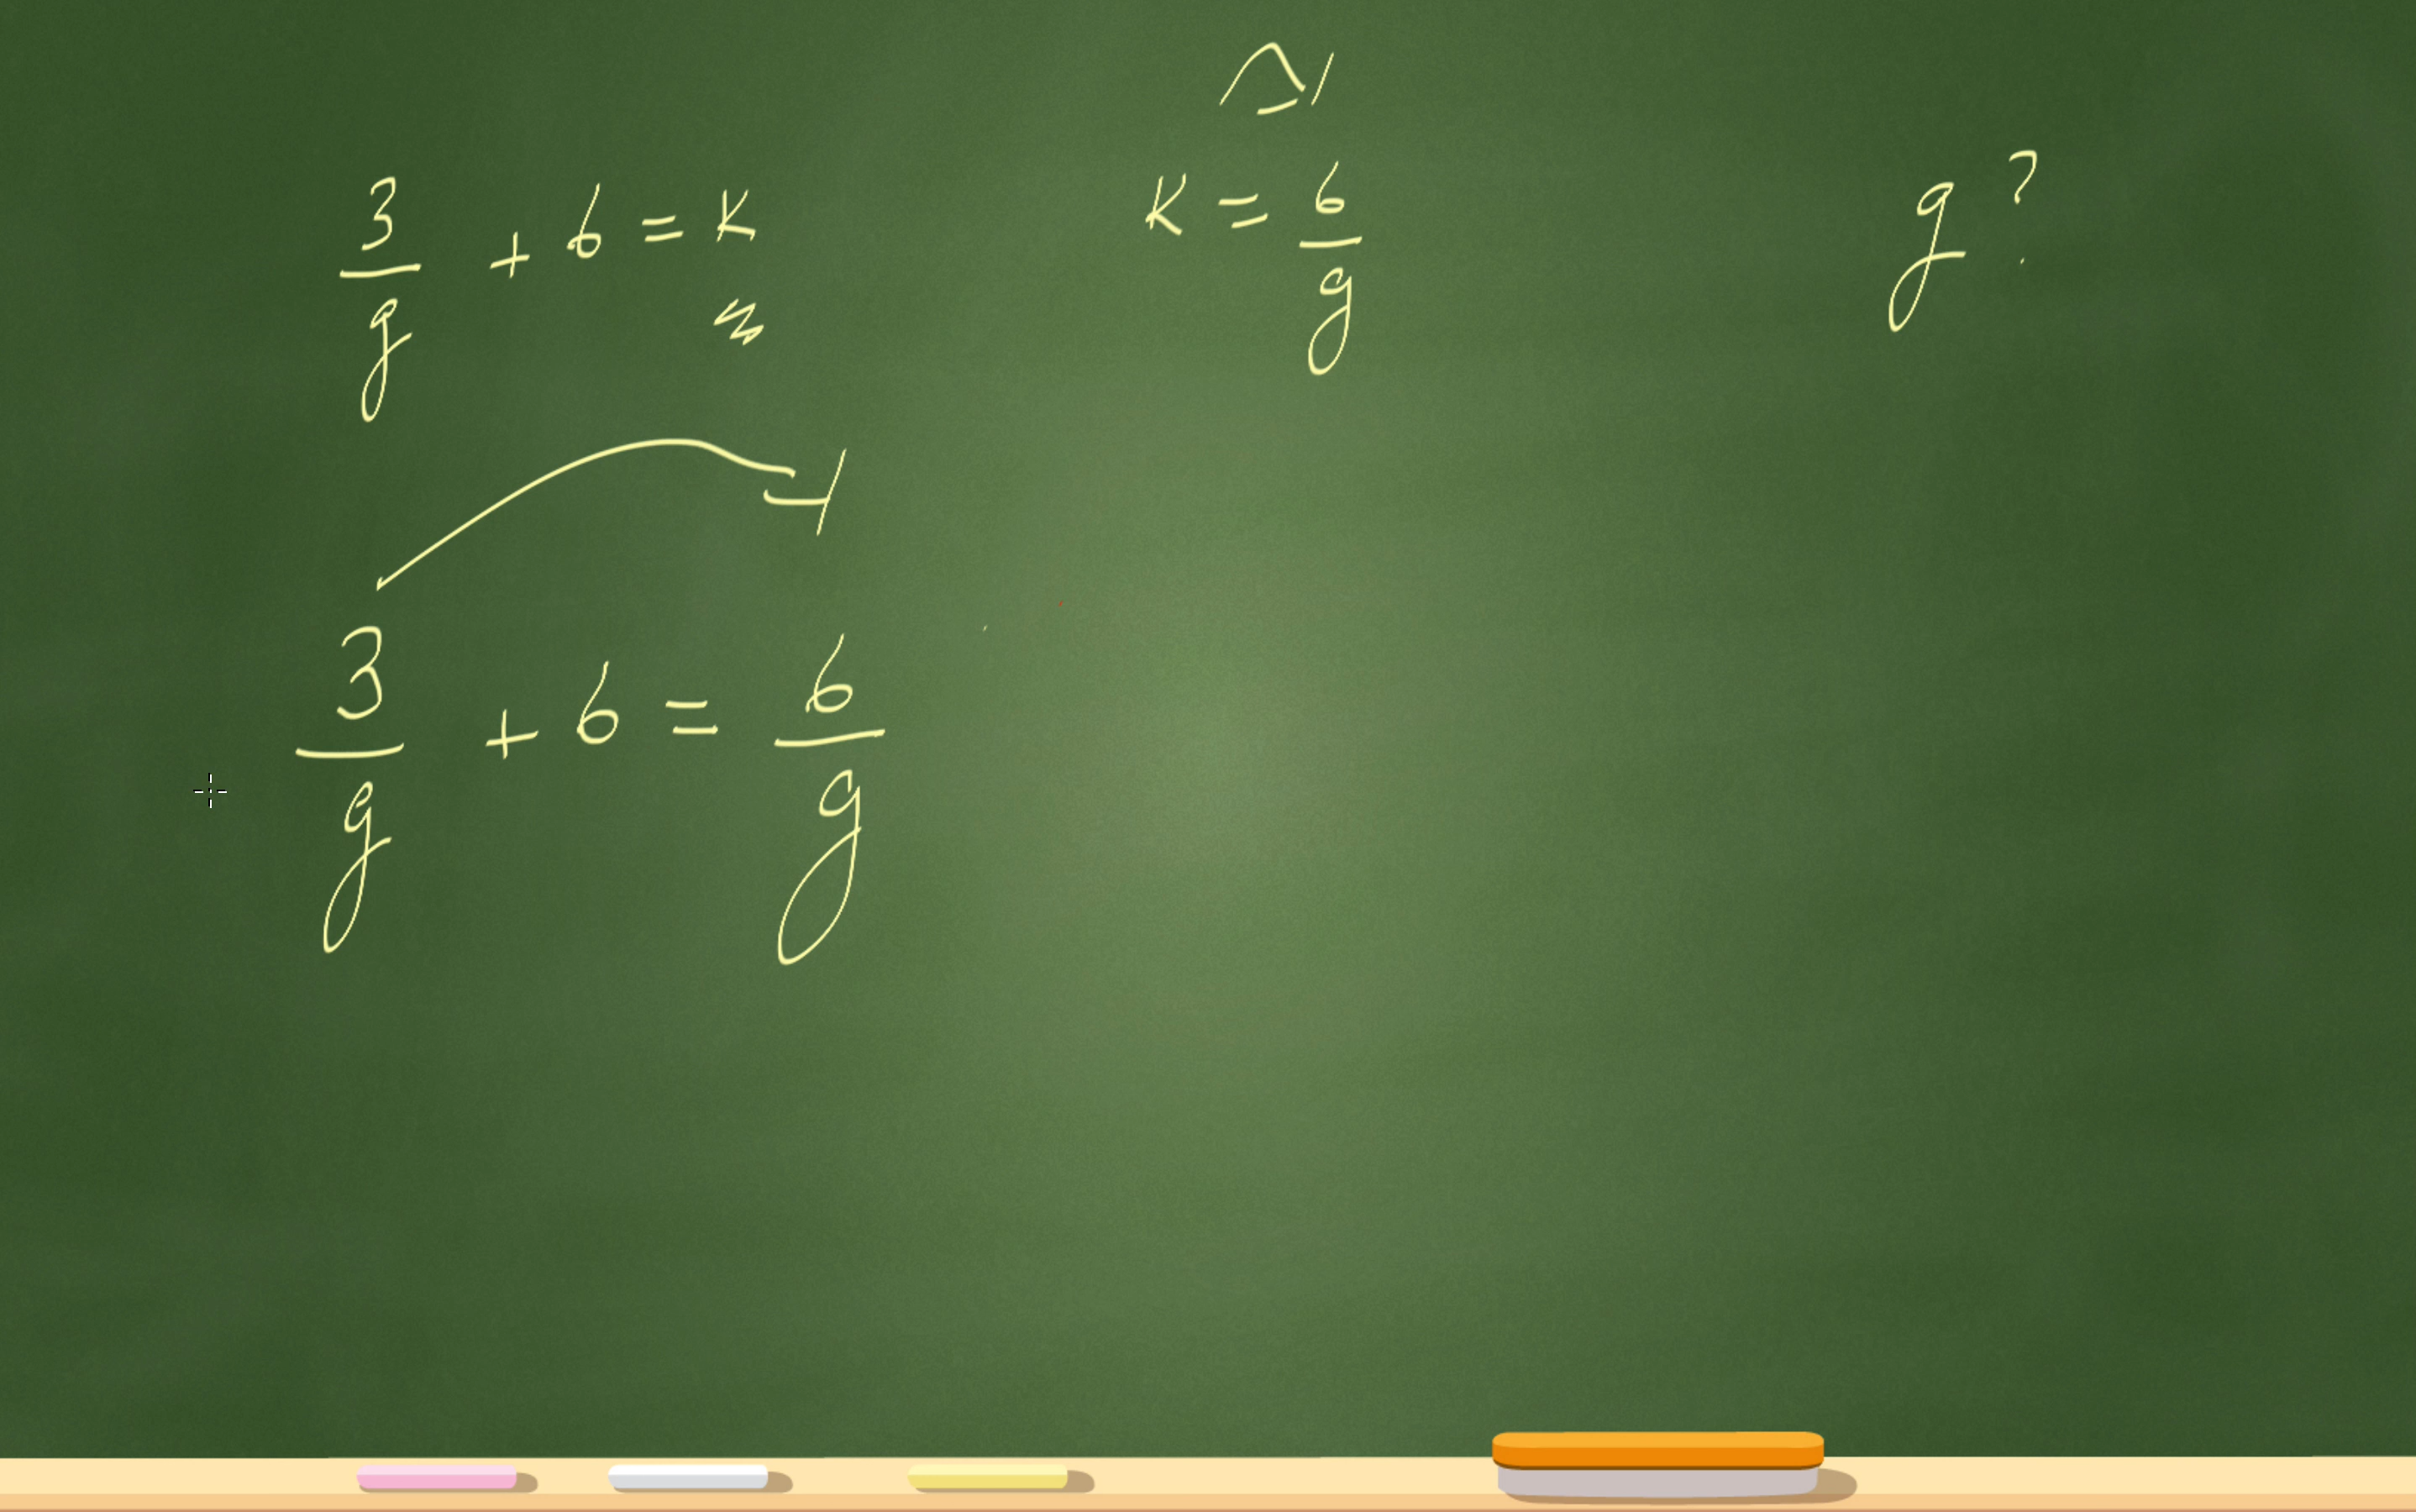 3/g + 6 = K
K = 6/g
g ?
3/g + 6 = 6/g